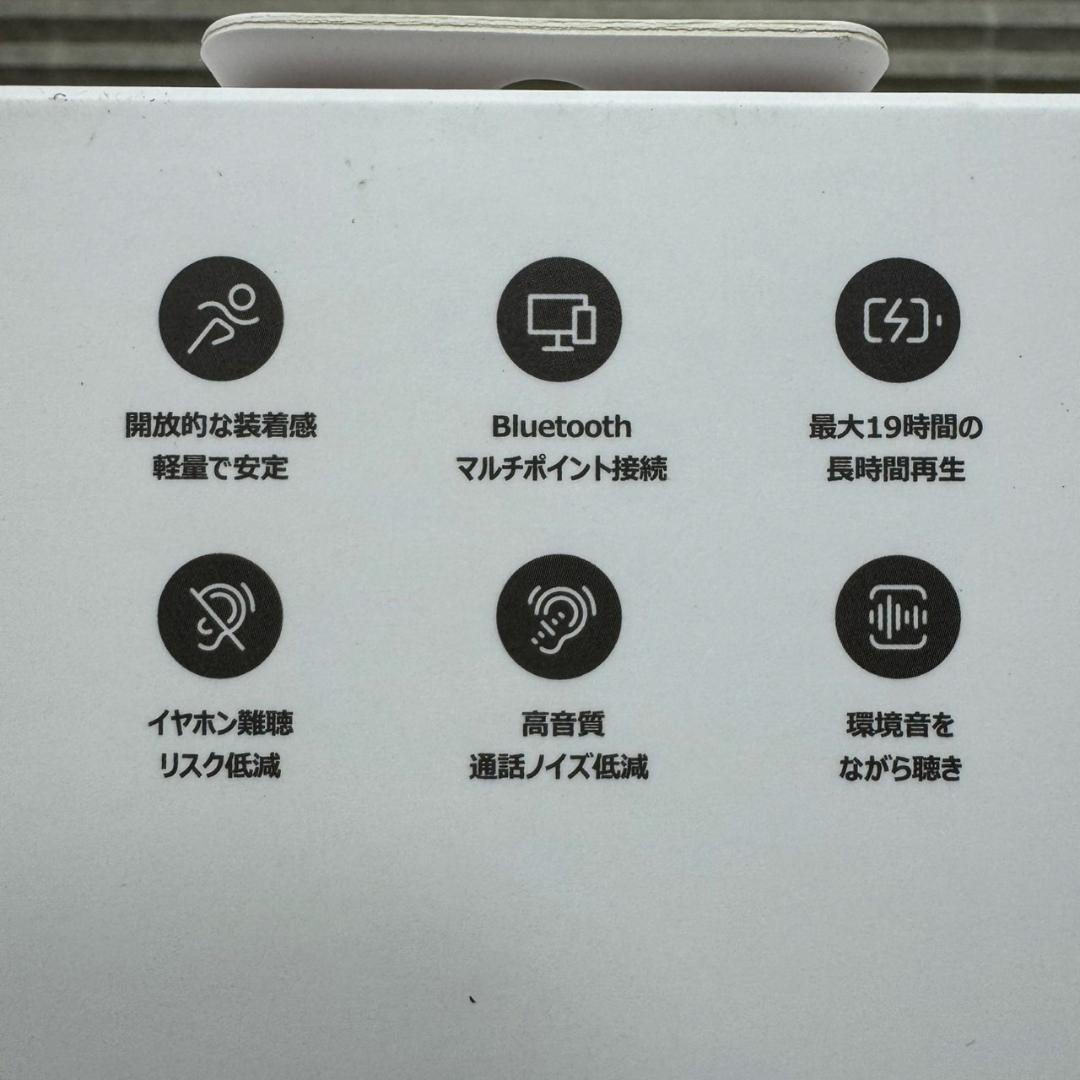 開放的な装着感
軽量で安定
Bluetooth
マルチポイント接続
最大19時間の
長時間再生
イヤホン難聴
リスク低減
高音質
通話ノイズ低減
環境音を
ながら聴き